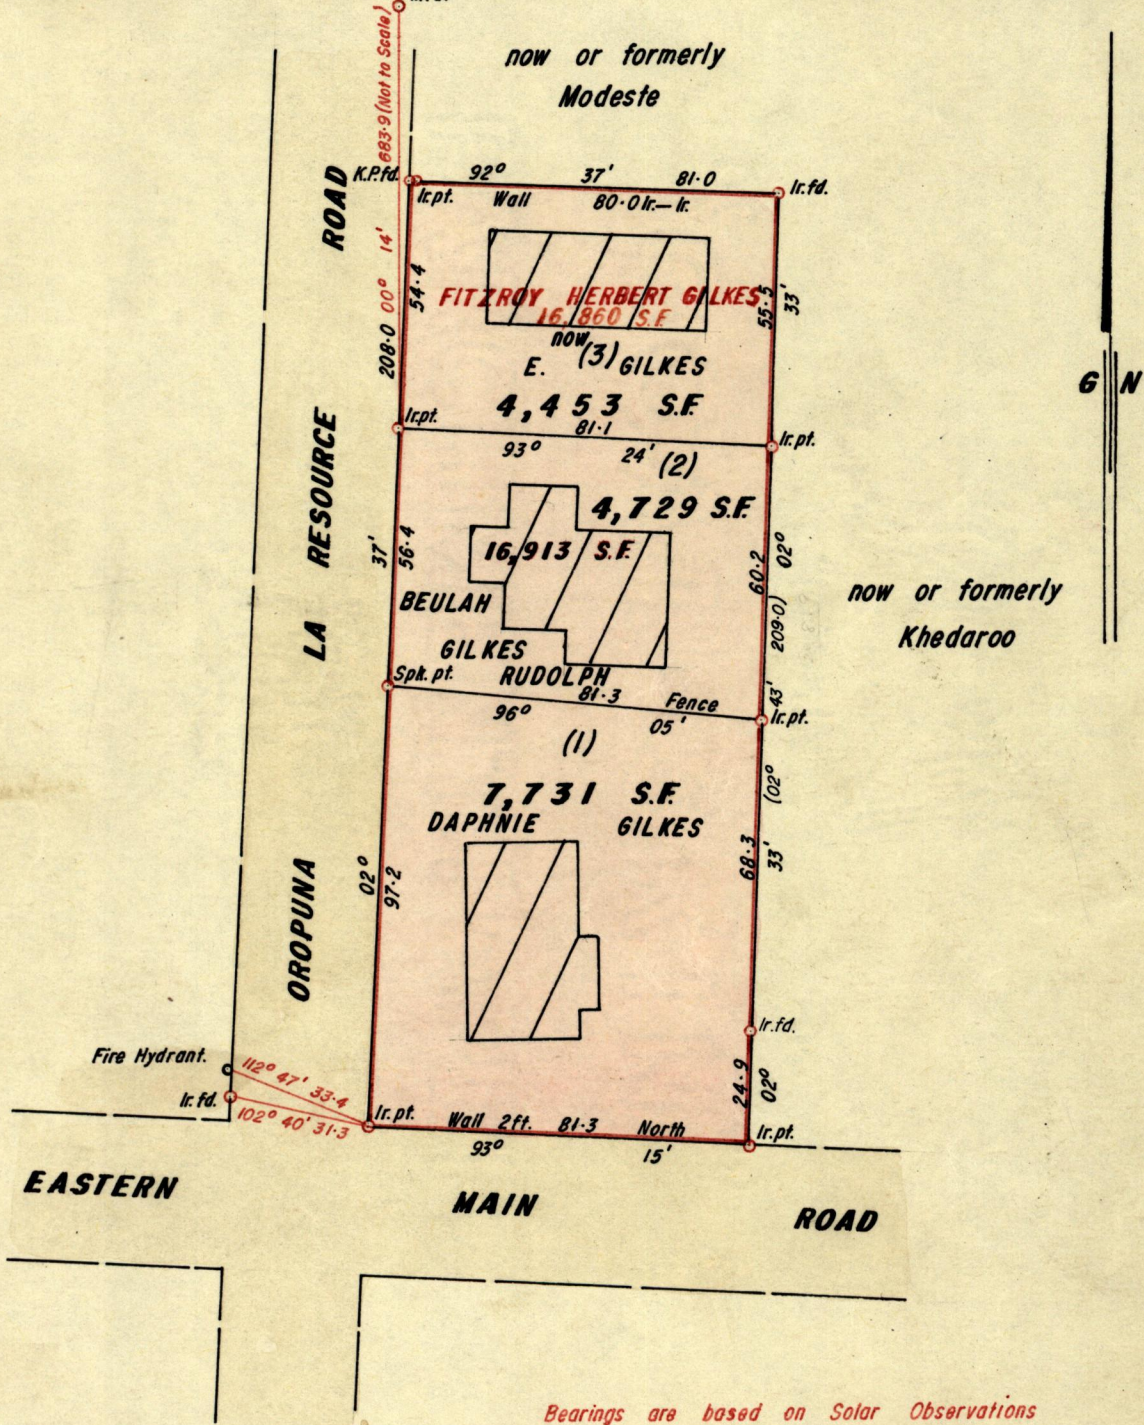 683·9 (Not to Scale)
now or formerly
Modeste
K.P.fd.
92° 37' 81·0
Ir.fd.
Ir.pt.
Wall 80·0 Ir.—Ir.
ROAD
14'
00°
208·0
54·4
55·5
33'
FITZROY HERBERT GILKES
16,860 S.F.
now
(3)
E. GILKES
4,453 S.F.
G N
Ir.pt.
81·1
Ir.pt.
93° 24'
(2)
4,729 S.F.
LA RESOURCE
37'
56·4
16,913 S.F.
60·2
02°
BEULAH
GILKES
RUDOLPH
209·0)
now or formerly
Khedaroo
Spk.pt.
81·3 Fence
43'
Ir.pt.
96° 05'
(1)
(02°
7,731 S.F.
DAPHNIE GILKES
68·3
33'
02°
97·2
OROPUNA
Ir.fd.
Fire Hydrant.
112° 47' 33·4
24·9
02°
Ir.fd.
102° 40' 31·3
Ir.pt.
Wall 2ft. 81·3 North
Ir.pt.
93° 15'
EASTERN MAIN ROAD
Bearings are based on Solar Observations